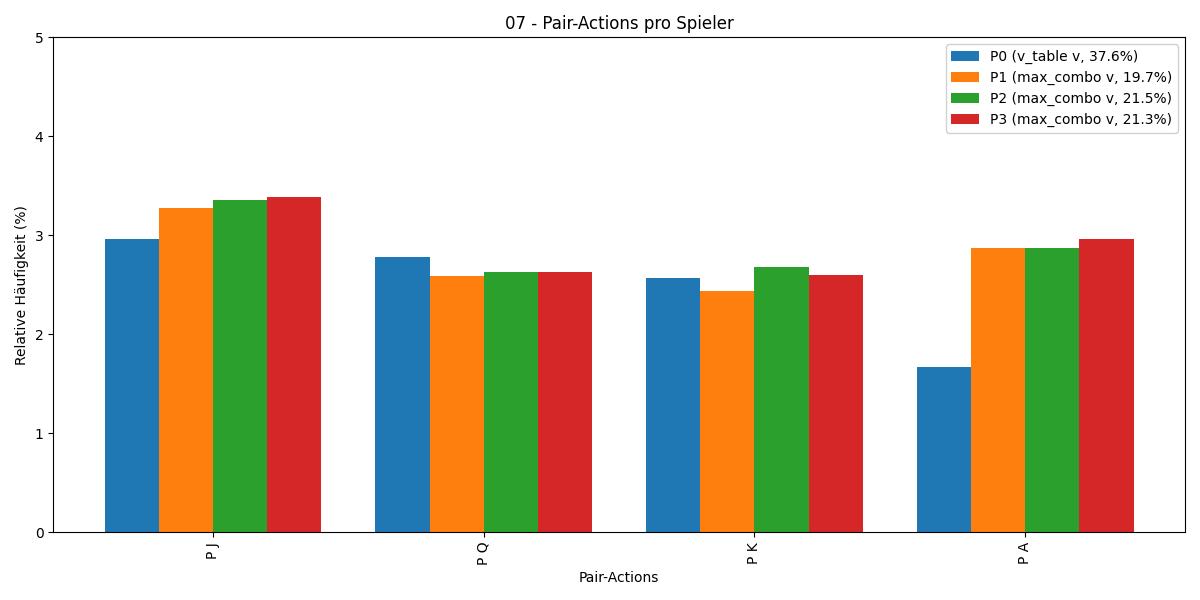 07 - Pair-Actions pro Spieler
P0 (v_table v, 37.6%)
P1 (max_combo v, 19.7%)
P2 (max_combo v, 21.5%)
P3 (max_combo v, 21.3%)
Relative Häufigkeit (%)
5
4
3
2
1
0
P J
P Q
P K
P A
Pair-Actions